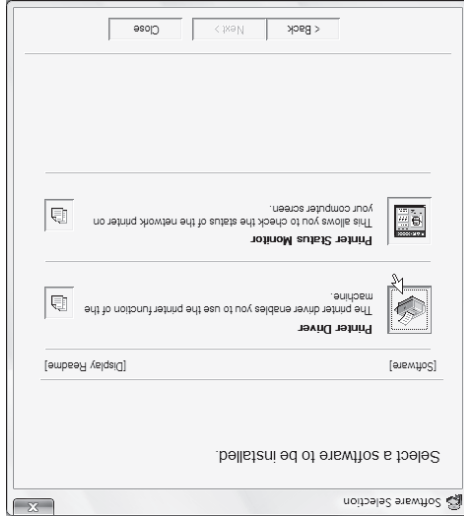 Software Selection
X
Select a software to be installed.
[Software] [Display Readme]
Printer Driver
The printer driver enables you to use the printer function of the
machine.
Printer Status Monitor
This allows you to check the status of the network printer on
your computer screen.
< Back Next > Close